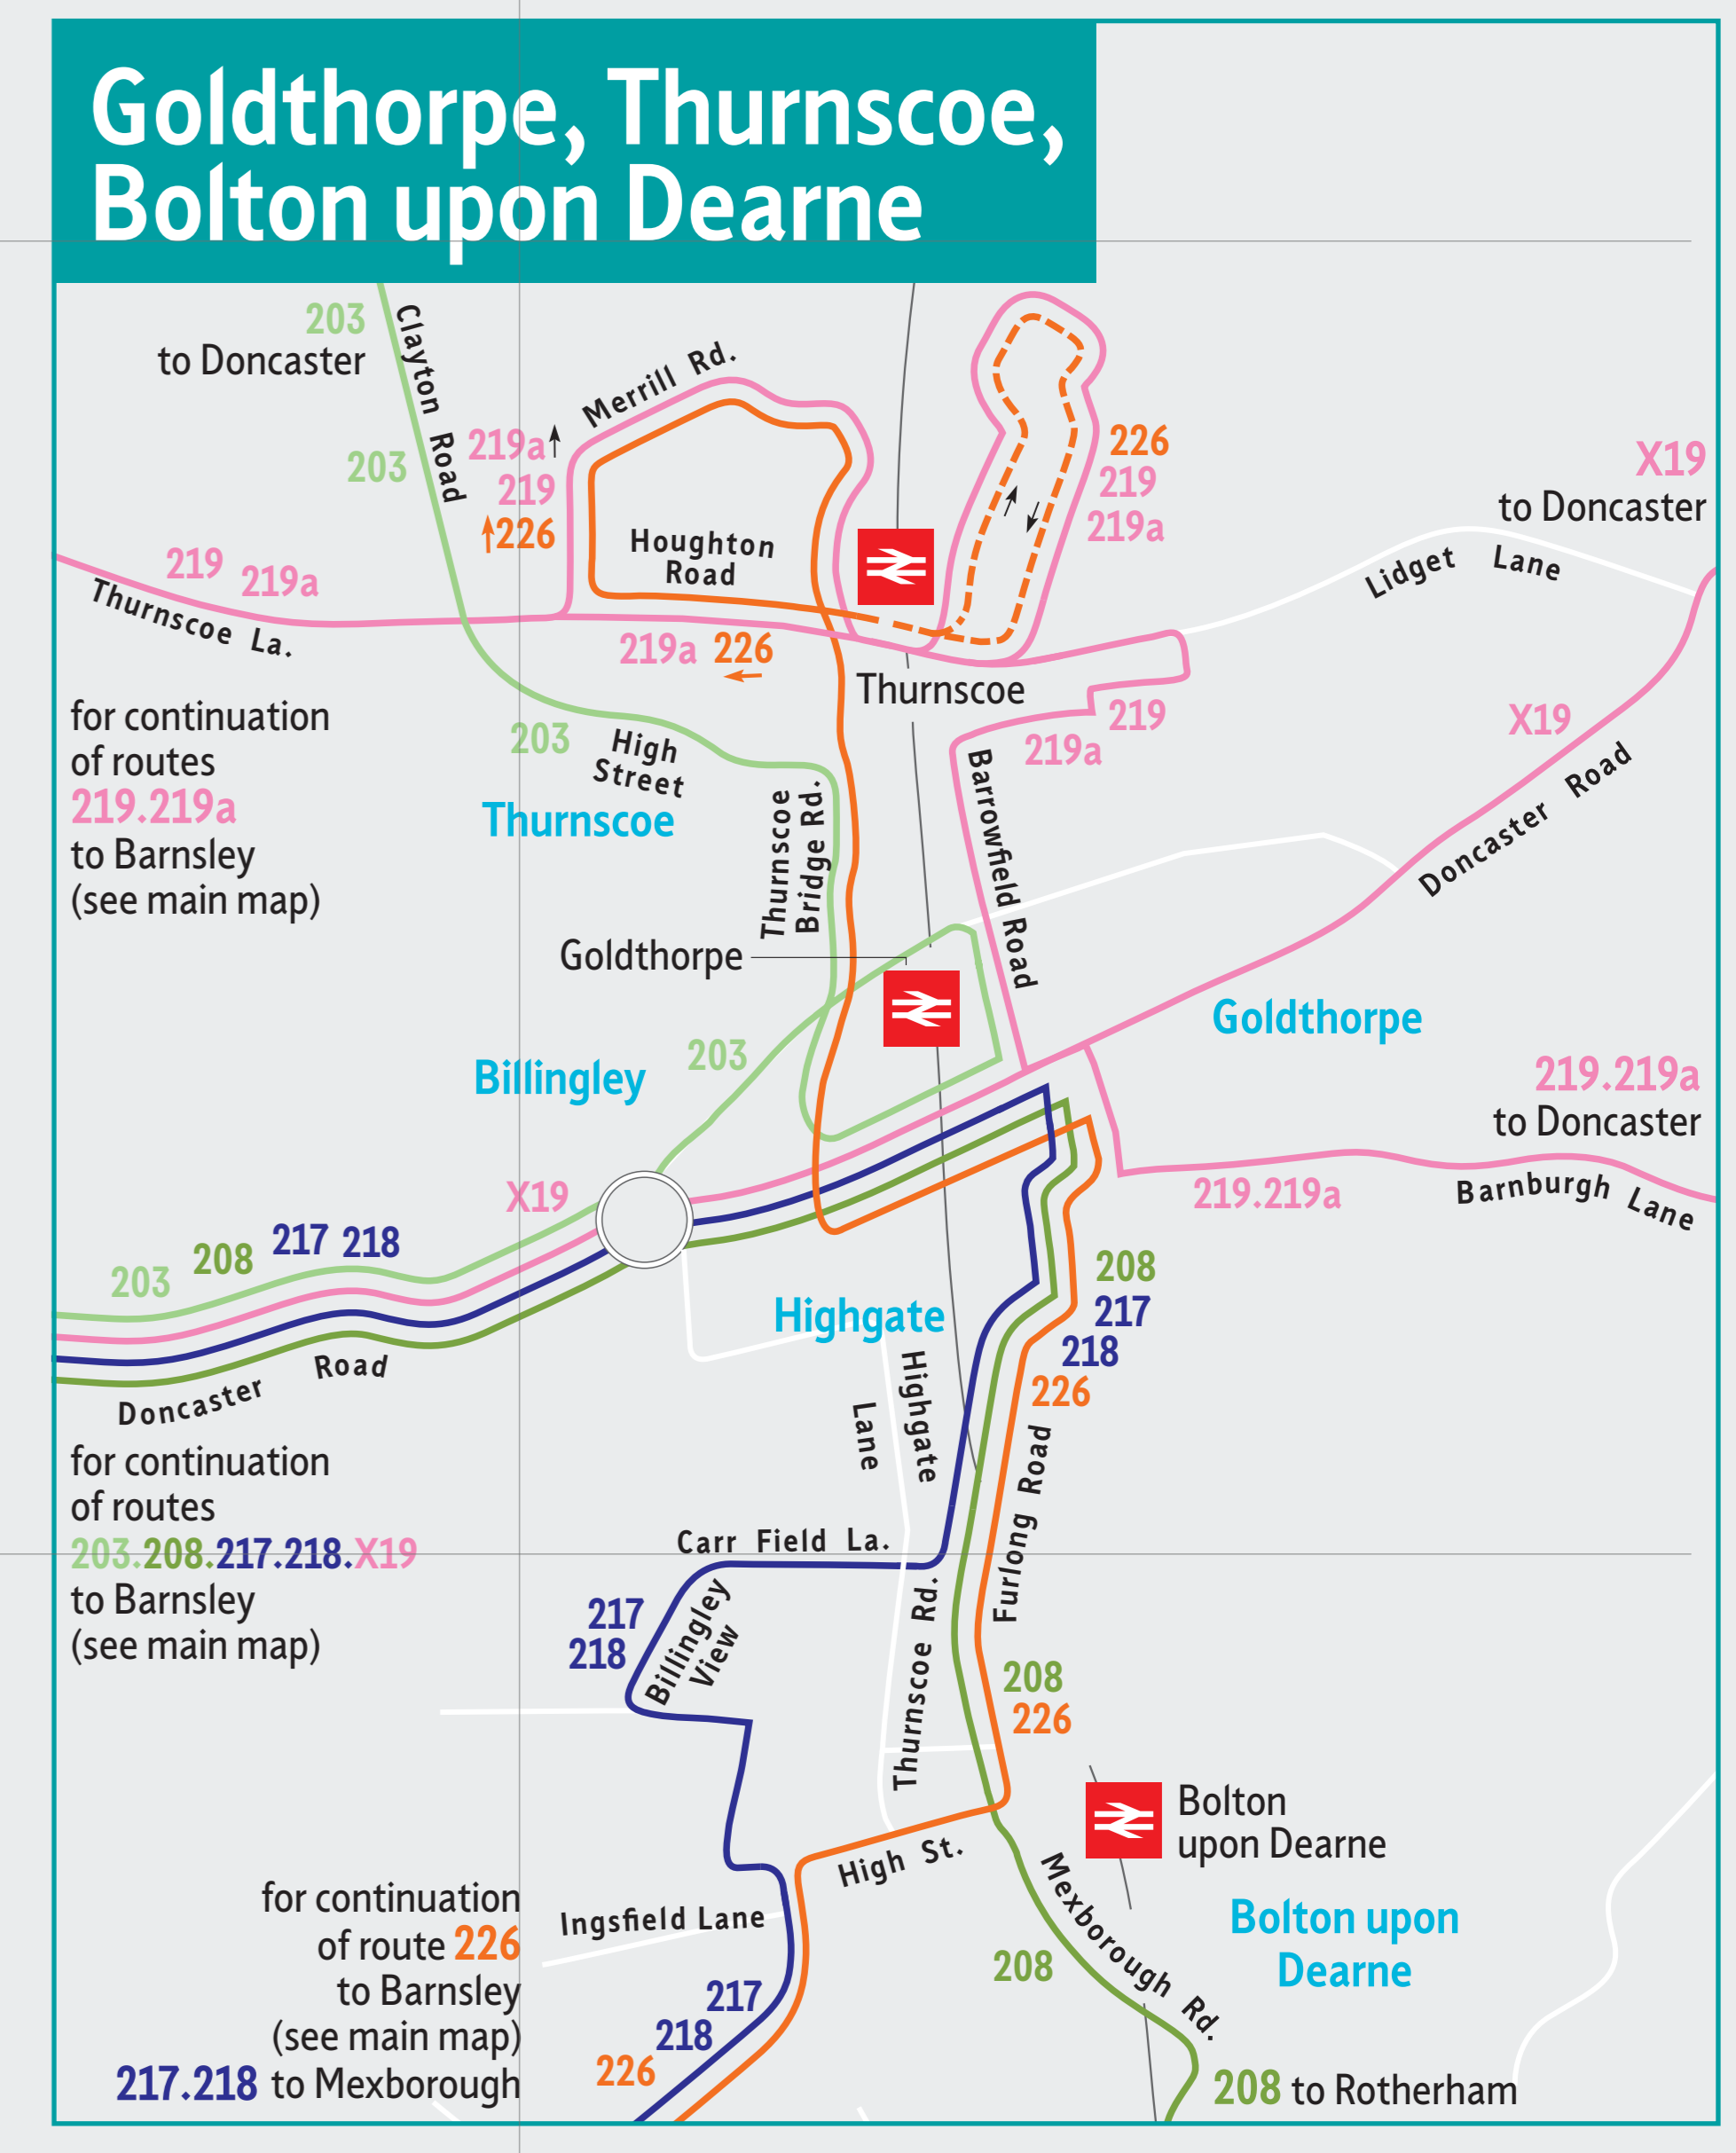 Goldthorpe, Thurnscoe,
Bolton upon Dearne
203
to Doncaster
Clayton Road
203
Merrill Rd.
219a
219
226
Houghton
Road
226
219
219a
X19
to Doncaster
Lidget Lane
219 219a
Thurnscoe La.
219a 226
Thurnscoe
219
219a
X19
Doncaster Road
for continuation
of routes
219.219a
to Barnsley
(see main map)
203
High
Street
Thurnscoe
Thurnscoe
Bridge Rd.
Barrowfield Road
Goldthorpe
Goldthorpe
203
Billingley
219.219a
to Doncaster
219.219a
Barnburgh Lane
X19
203
208
217 218
Doncaster Road
Highgate
Highgate
Lane
208
217
218
226
Furlong Road
for continuation
of routes
203.208.217.218.X19
to Barnsley
(see main map)
Carr Field La.
217
218
Billingley
View
Thurnscoe Rd.
208
226
Bolton
upon Dearne
High St.
Mexborough Rd.
Bolton upon
Dearne
Ingsfield Lane
208
for continuation
of route 226
to Barnsley
(see main map)
217.218 to Mexborough
217
218
226
208 to Rotherham